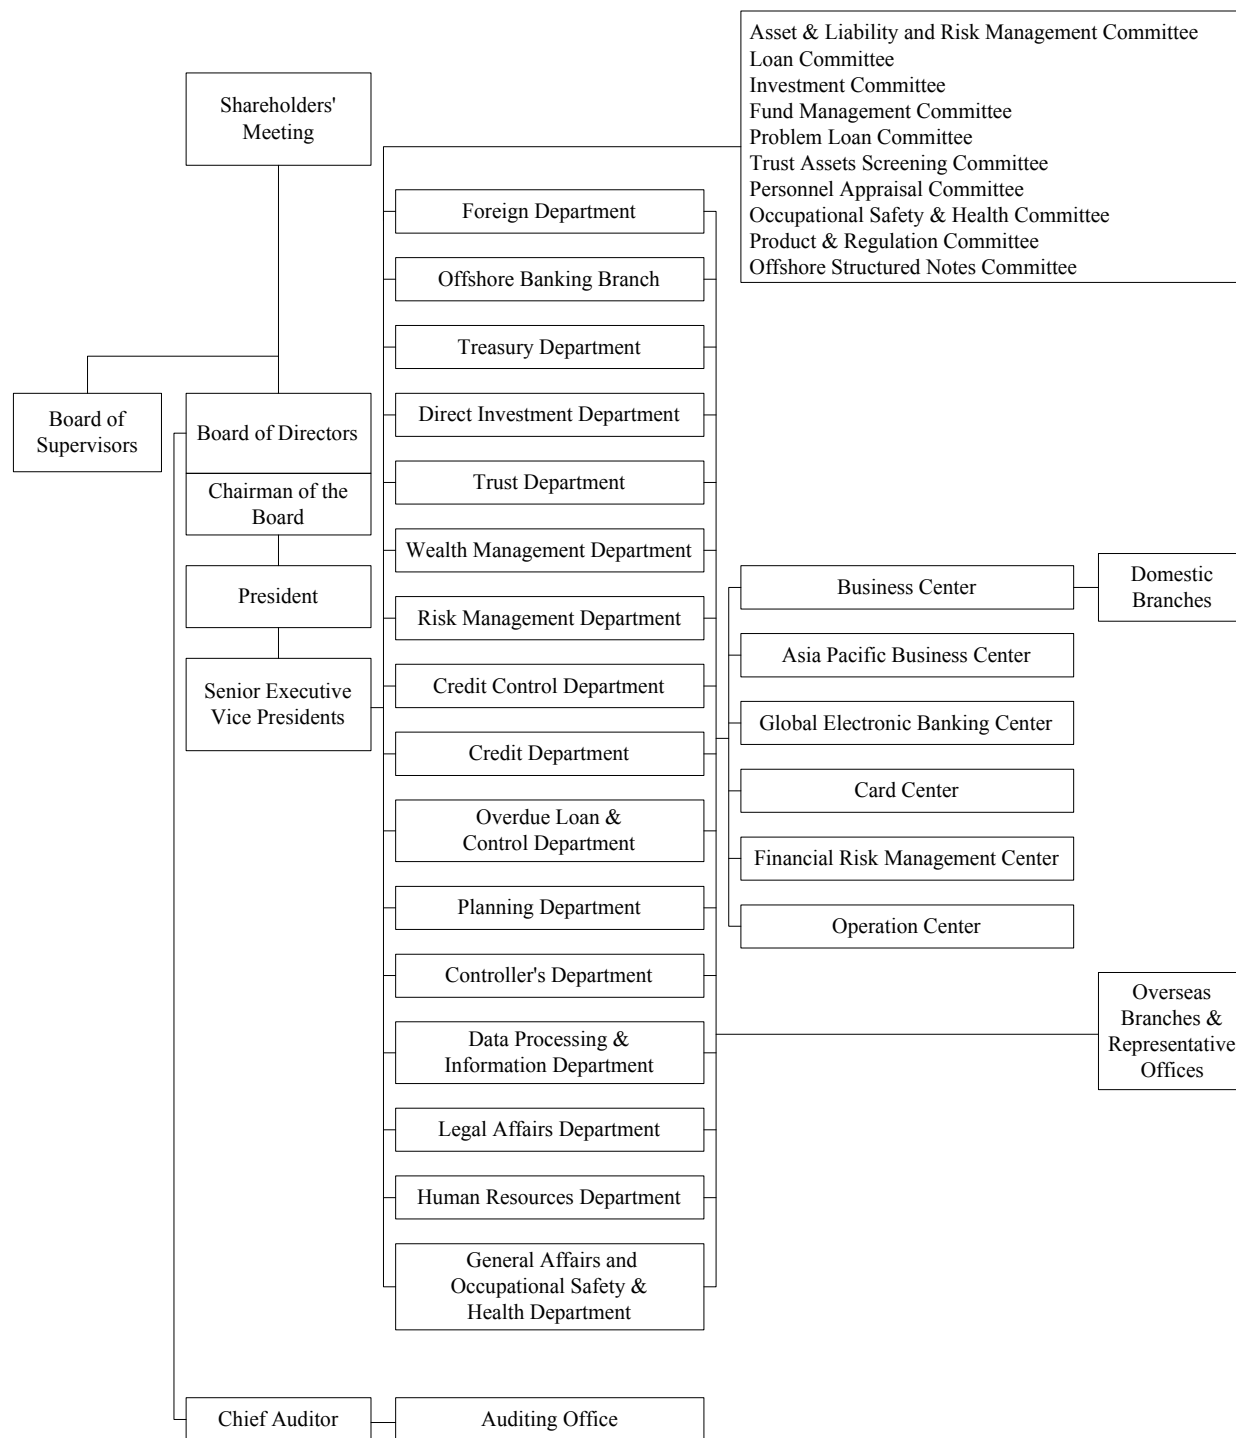 Asset & Liability and Risk Management Committee
Loan Committee
Investment Committee
Fund Management Committee
Problem Loan Committee
Trust Assets Screening Committee
Personnel Appraisal Committee
Occupational Safety & Health Committee
Product & Regulation Committee
Offshore Structured Notes Committee
Shareholders'
Meeting
Board of
Supervisors
Board of Directors
Chairman of the
Board
President
Senior Executive
Vice Presidents
Foreign Department
Offshore Banking Branch
Treasury Department
Direct Investment Department
Trust Department
Wealth Management Department
Risk Management Department
Credit Control Department
Credit Department
Overdue Loan &
Control Department
Planning Department
Controller's Department
Data Processing &
Information Department
Legal Affairs Department
Human Resources Department
General Affairs and
Occupational Safety &
Health Department
Business Center
Asia Pacific Business Center
Global Electronic Banking Center
Card Center
Financial Risk Management Center
Operation Center
Domestic
Branches
Overseas
Branches &
Representative
Offices
Chief Auditor
Auditing Office